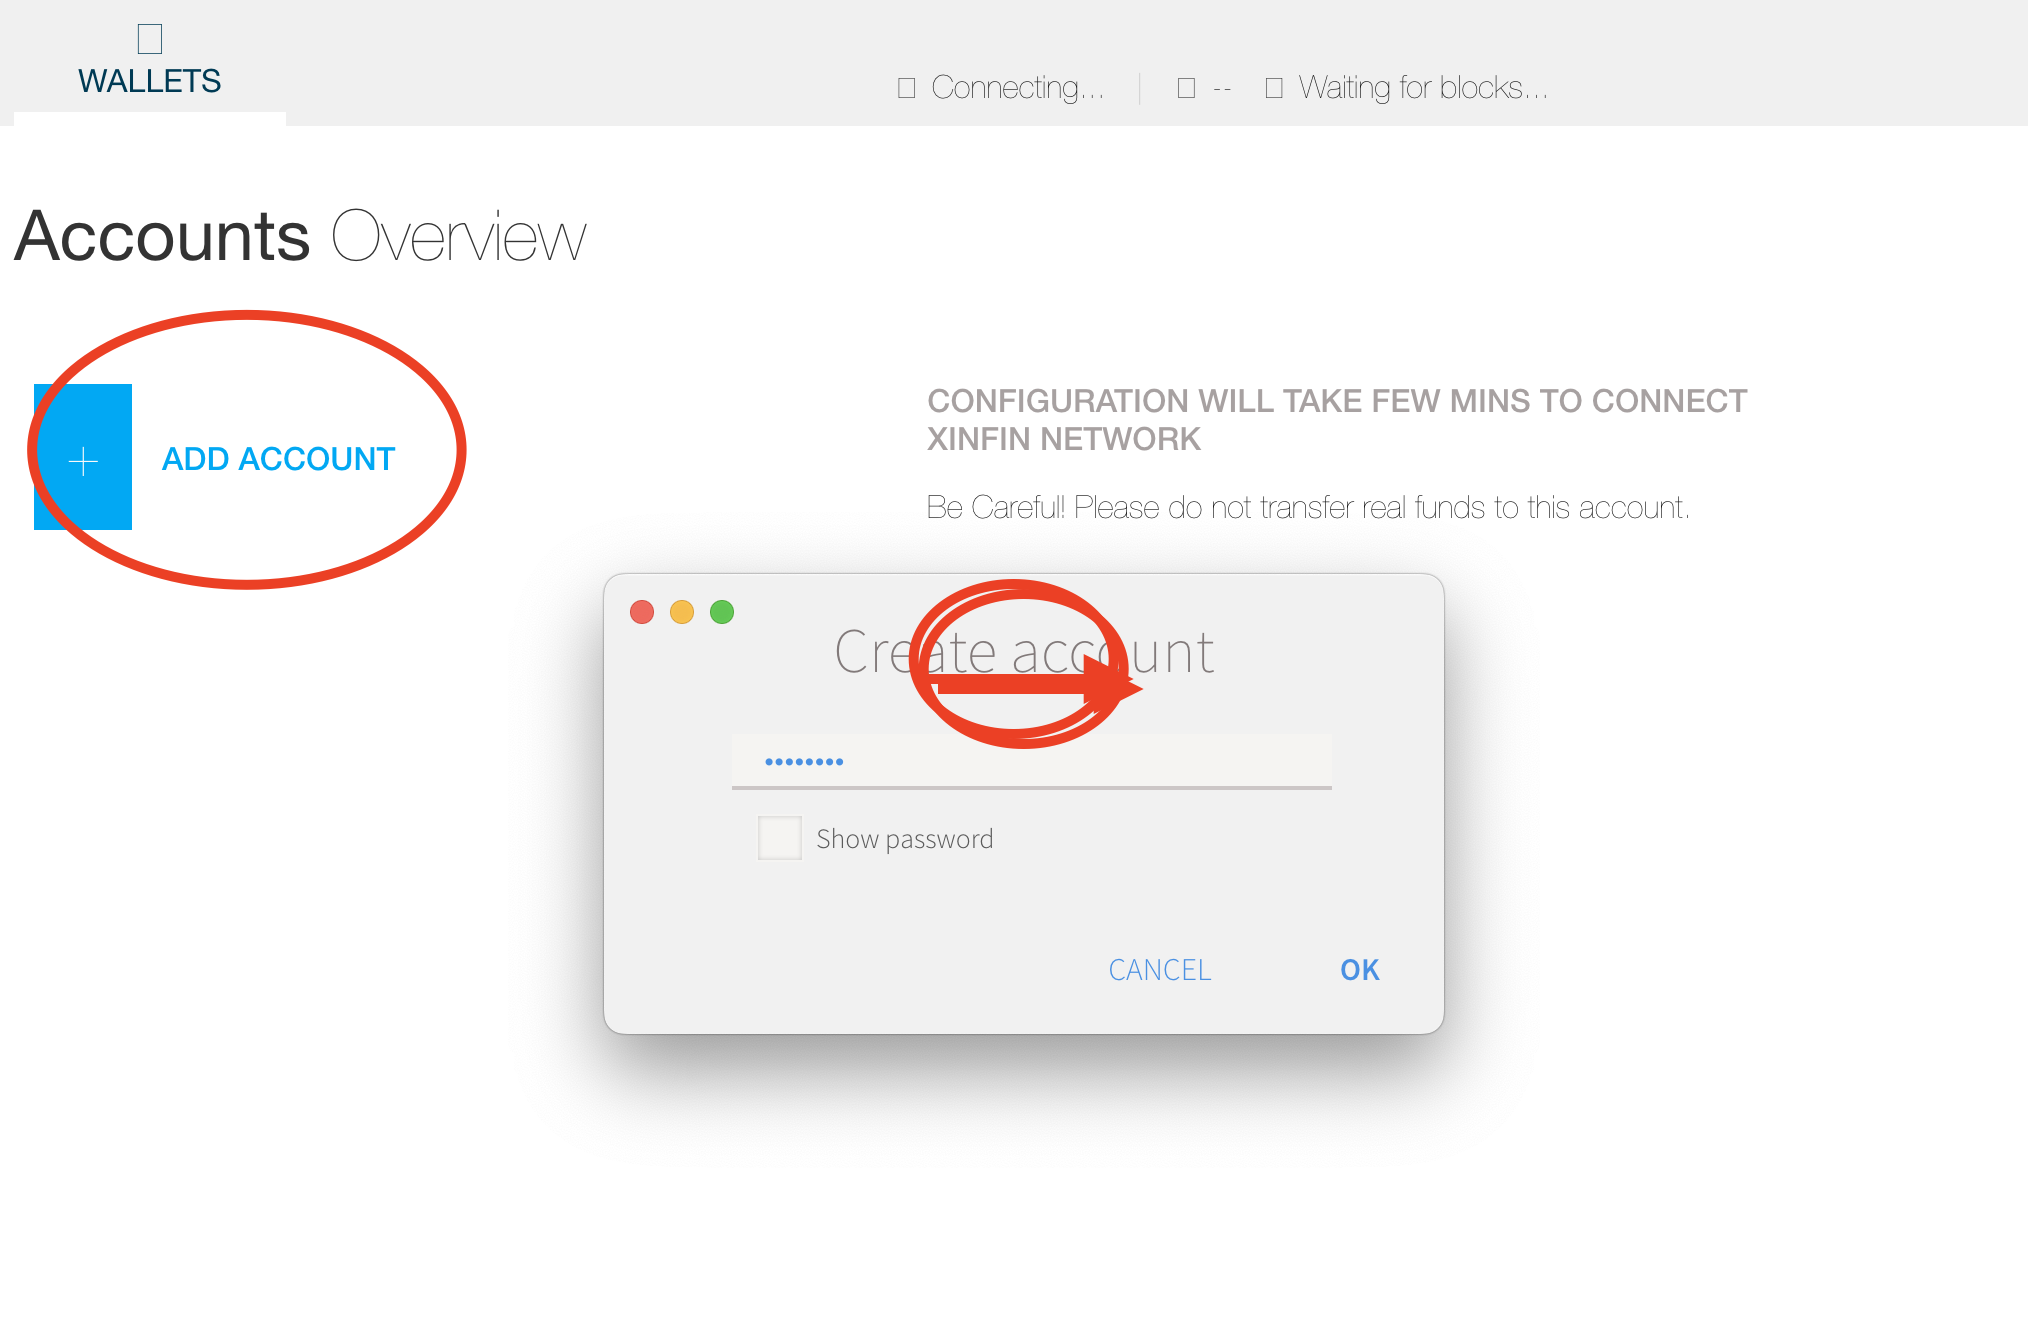 WALLETS
Connecting...
--
Waiting for blocks...
Accounts Overview
ADD ACCOUNT
CONFIGURATION WILL TAKE FEW MINS TO CONNECT
XINFIN NETWORK
Be Careful! Please do not transfer real funds to this account.
Create account
••••••••
Show password
CANCEL
OK